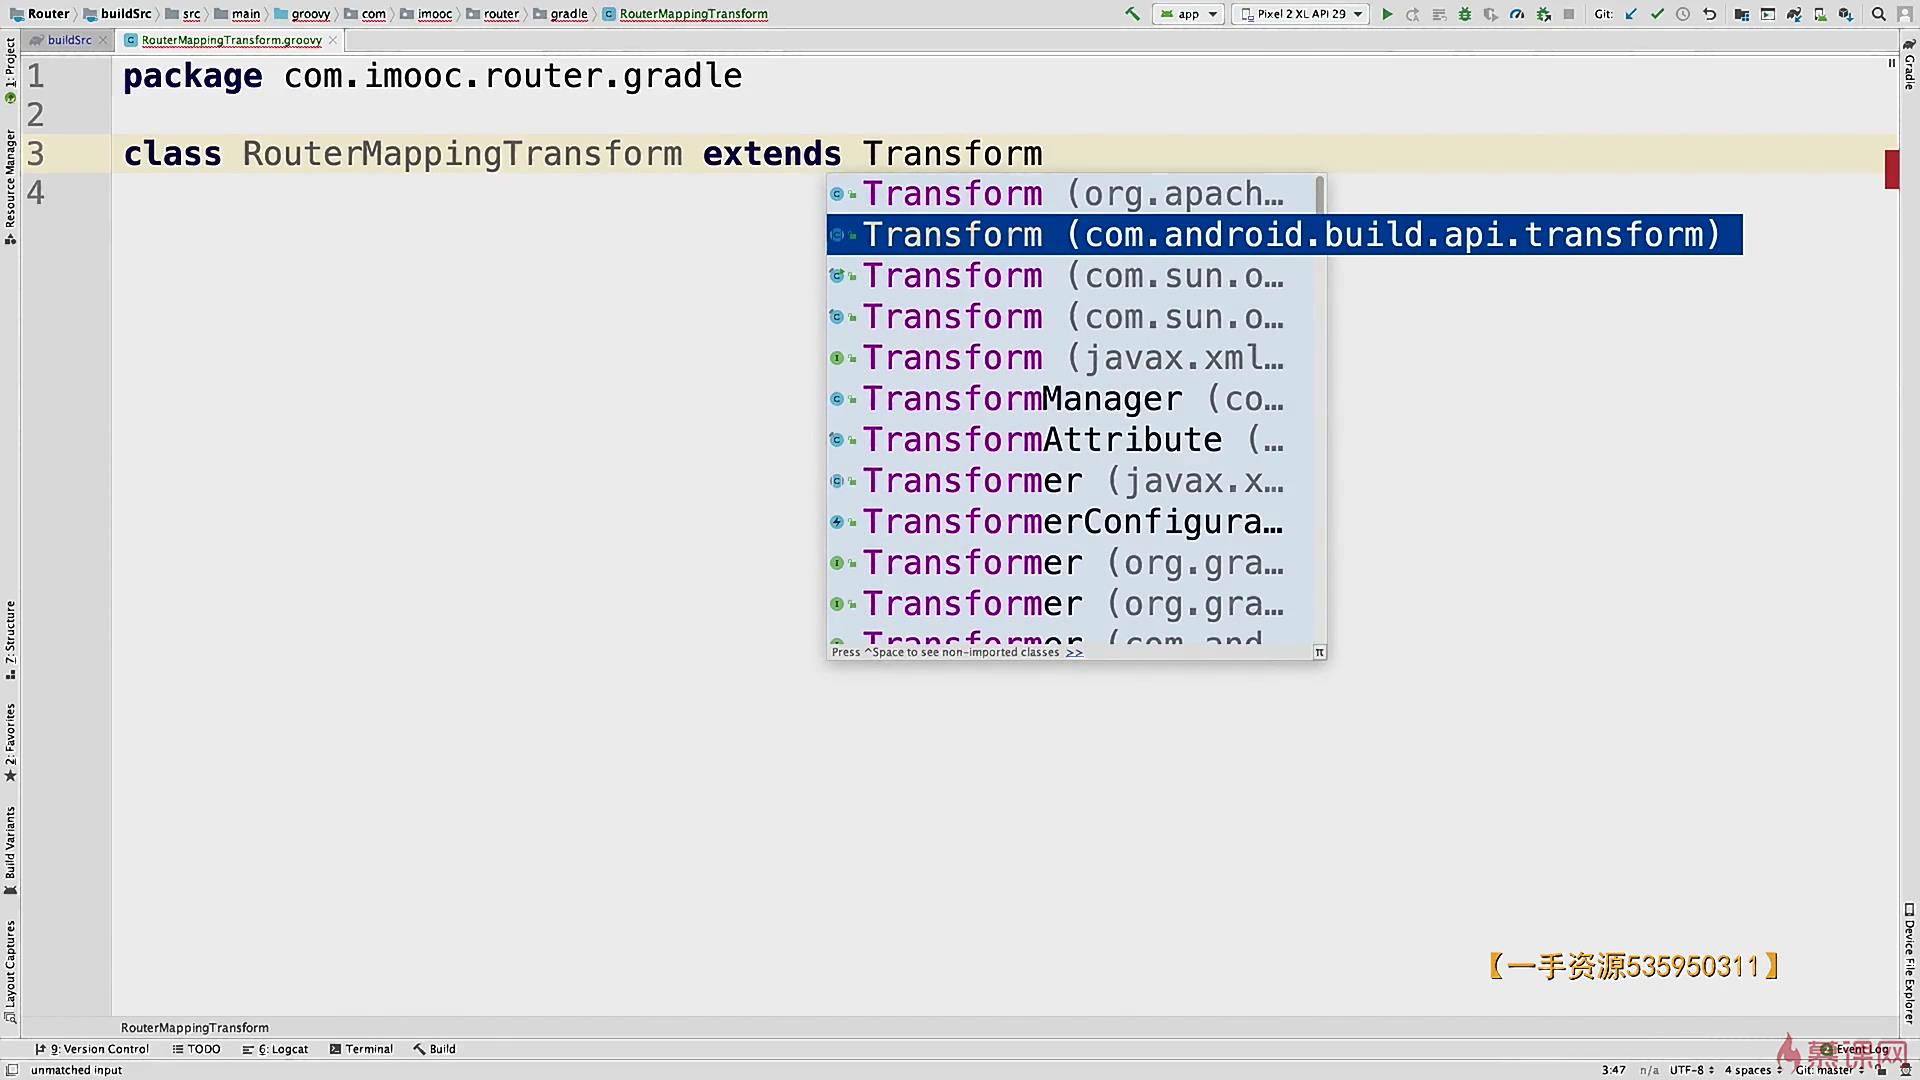 Router buildSrc src main groovy com imooc router gradle RouterMappingTransform app Pixel 2 XL API 29 Git:
buildSrc RouterMappingTransform.groovy
1 package com.imooc.router.gradle
2
3 class RouterMappingTransform extends Transform
4
Transform (org.apach…
Transform (com.android.build.api.transform)
Transform (com.sun.o…
Transform (com.sun.o…
Transform (javax.xml…
TransformManager (co…
TransformAttribute (…
Transformer (javax.x…
TransformerConfigura…
Transformer (org.gra…
Transformer (org.gra…
Transformer (com.and
Press ^Space to see non-imported classes >> π
1: Project
Resource Manager
7: Structure
2: Favorites
Build Variants
Layout Captures
Gradle
Device File Explorer
【一手资源535950311】
RouterMappingTransform
9: Version Control TODO 6: Logcat Terminal Build Event Log
慕课网
unmatched input 3:47 n/a UTF-8 4 spaces Git: master